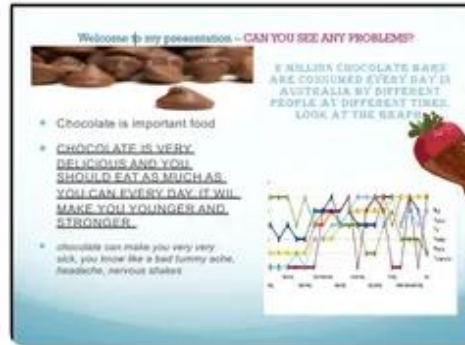 Welcome to my presentation – CAN YOU SEE ANY PROBLEMS?
8 MILLION CHOCOLATE BARS
ARE CONSUMED EVERY DAY IN
AUSTRALIA BY DIFFERENT
PEOPLE AT DIFFERENT TIMES.
LOOK AT THE GRAPH
Chocolate is important food
CHOCOLATE IS VERY
DELICIOUS AND YOU
SHOULD EAT AS MUCH AS
YOU CAN EVERY DAY. IT WIL
MAKE YOU YOUNGER AND
STRONGER.
chocolate can make you very very
sick, you know like a bad tummy ache,
headache, nervous shakes